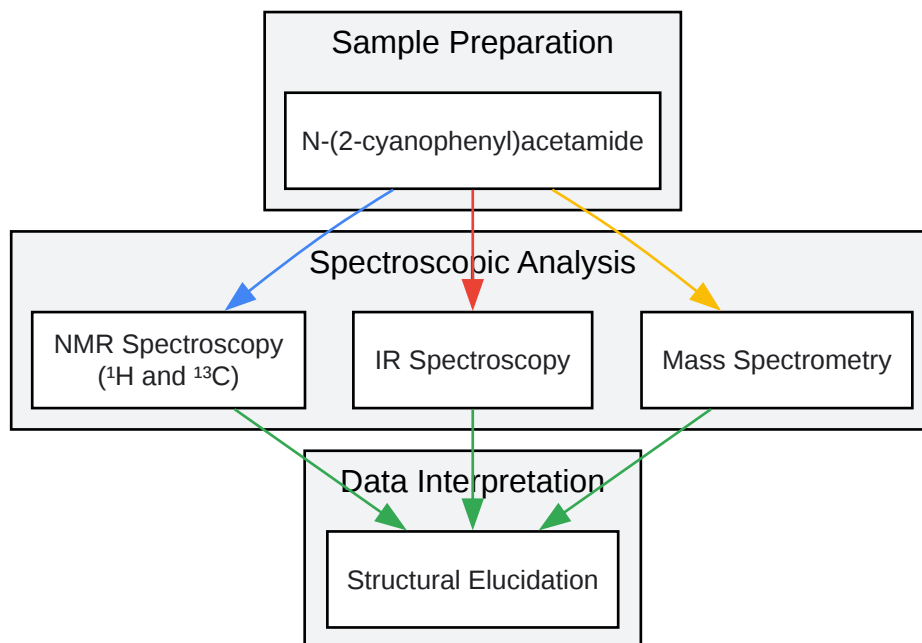 Sample Preparation
N-(2-cyanophenyl)acetamide
Spectroscopic Analysis
NMR Spectroscopy
(¹H and ¹³C)
IR Spectroscopy
Mass Spectrometry
Data Interpretation
Structural Elucidation